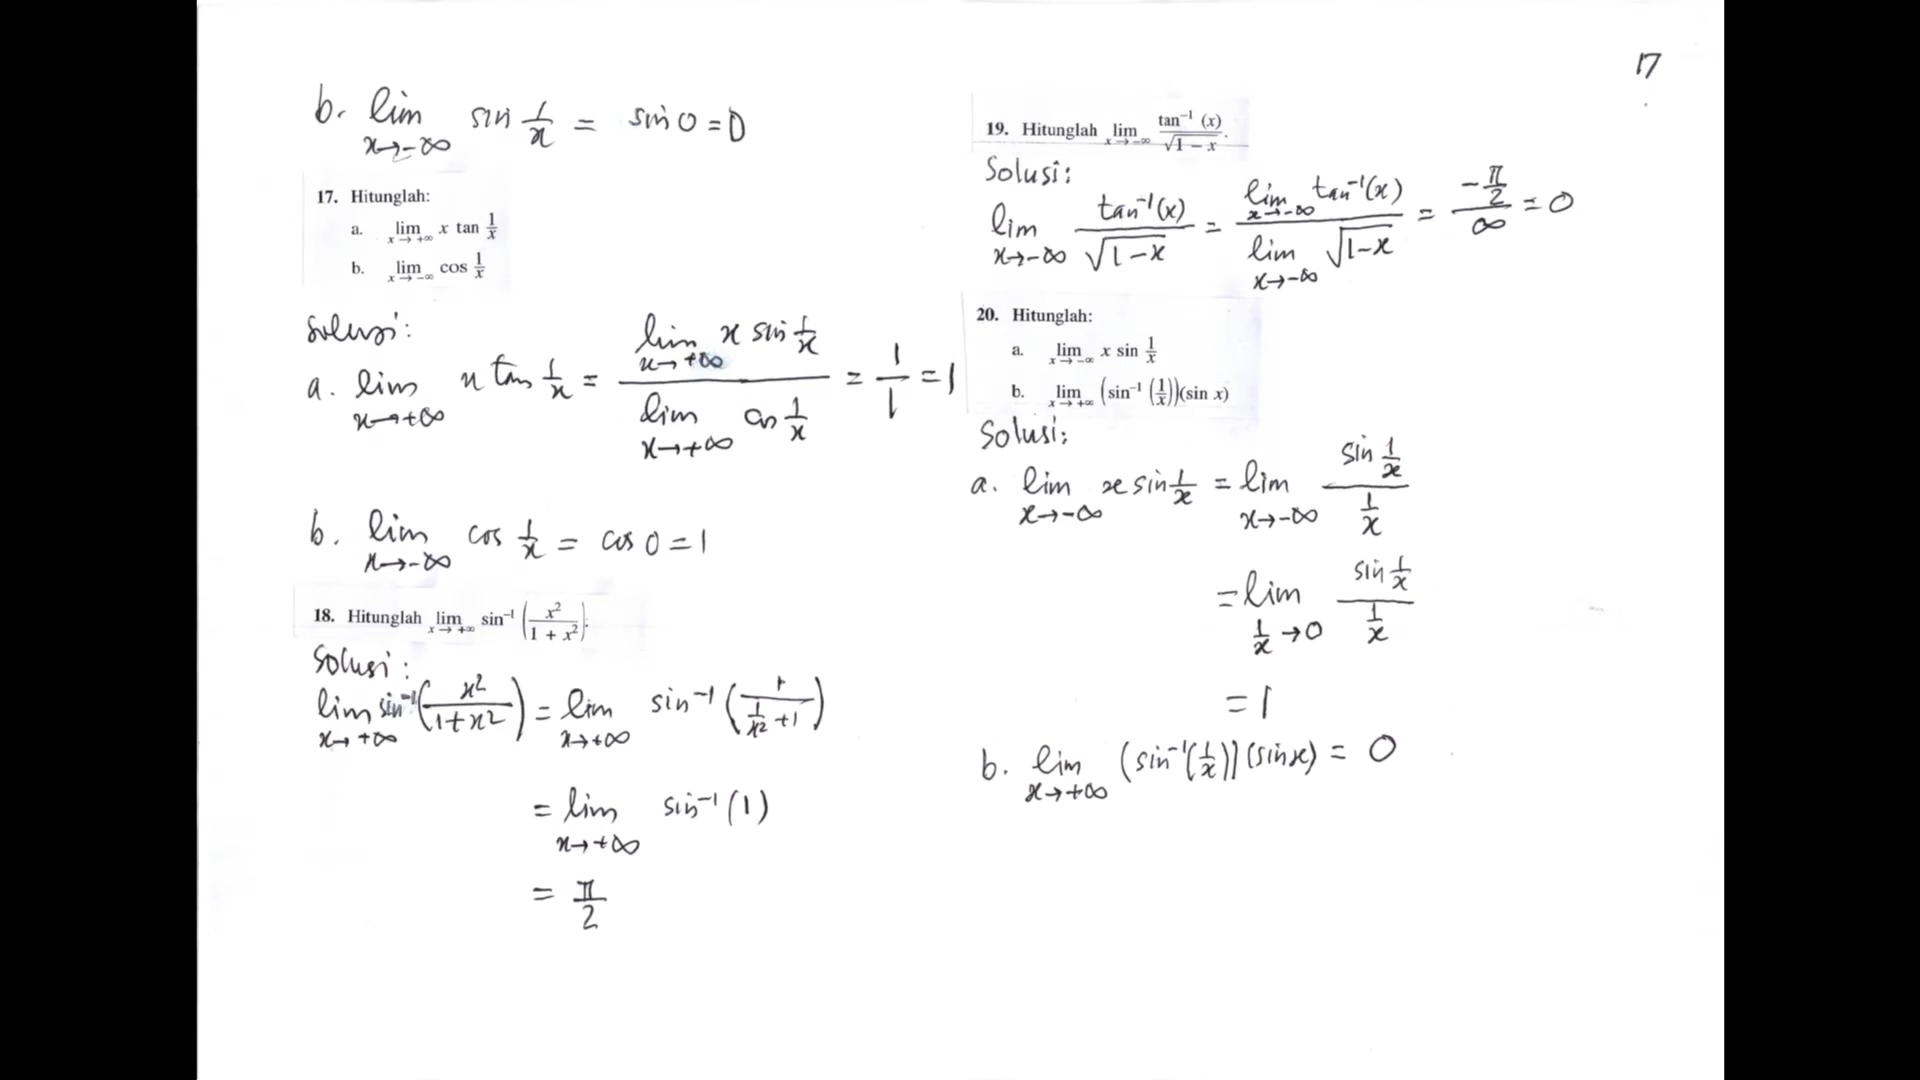 17
b. lim x→-∞ sin 1/x = sin 0 = 0
17. Hitunglah:
a. lim x→+∞ x tan 1/x
b. lim x→-∞ cos 1/x
Solusi:
a. lim x→+∞ x tan 1/x = lim x→+∞ x sin 1/x / lim x→+∞ cos 1/x = 1/1 = 1
b. lim x→-∞ cos 1/x = cos 0 = 1
18. Hitunglah lim x→+∞ sin⁻¹ (x²/(1 + x²)).
Solusi:
lim x→+∞ sin⁻¹(x²/(1+x²)) = lim x→+∞ sin⁻¹(1/(1/x² + 1))
= lim x→+∞ sin⁻¹(1)
= π/2
19. Hitunglah lim x→-∞ tan⁻¹ (x)/√(1 − x).
Solusi:
lim x→-∞ tan⁻¹(x)/√(1-x) = lim x→-∞ tan⁻¹(x) / lim x→-∞ √(1-x) = (-π/2)/∞ = 0
20. Hitunglah:
a. lim x→-∞ x sin 1/x
b. lim x→+∞ (sin⁻¹ (1/x))(sin x)
Solusi:
a. lim x→-∞ x sin 1/x = lim x→-∞ (sin 1/x)/(1/x)
= lim 1/x→0 (sin 1/x)/(1/x)
= 1
b. lim x→+∞ (sin⁻¹(1/x))(sin x) = 0